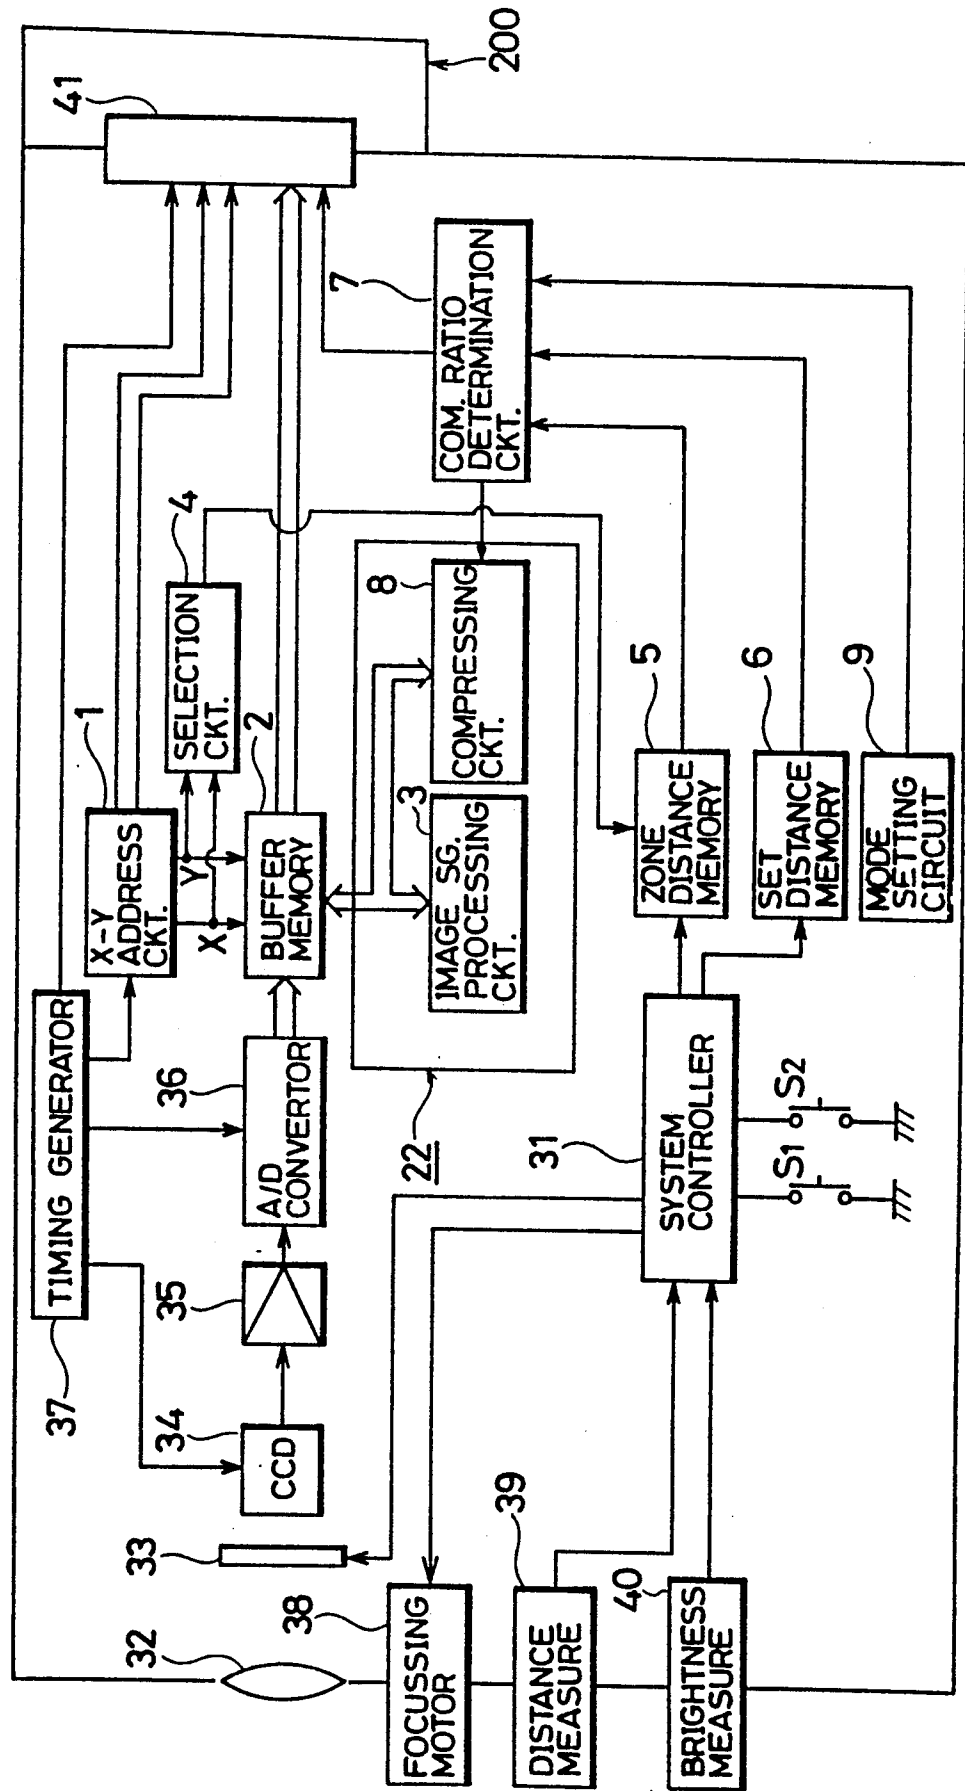 37
TIMING GENERATOR
1
X-Y
ADDRESS
CKT.
4
SELECTION
CKT.
41
200
X
Y
32
33
34
CCD
35
36
A/D
CONVERTOR
2
BUFFER
MEMORY
22
3
IMAGE SG.
PROCESSING
CKT.
8
COMPRESSING
CKT.
7
COM. RATIO
DETERMINATION
CKT.
38
FOCUSSING
MOTOR
39
DISTANCE
MEASURE
40
BRIGHTNESS
MEASURE
31
SYSTEM
CONTROLLER
S1
S2
5
ZONE
DISTANCE
MEMORY
6
SET
DISTANCE
MEMORY
9
MODE
SETTING
CIRCUIT